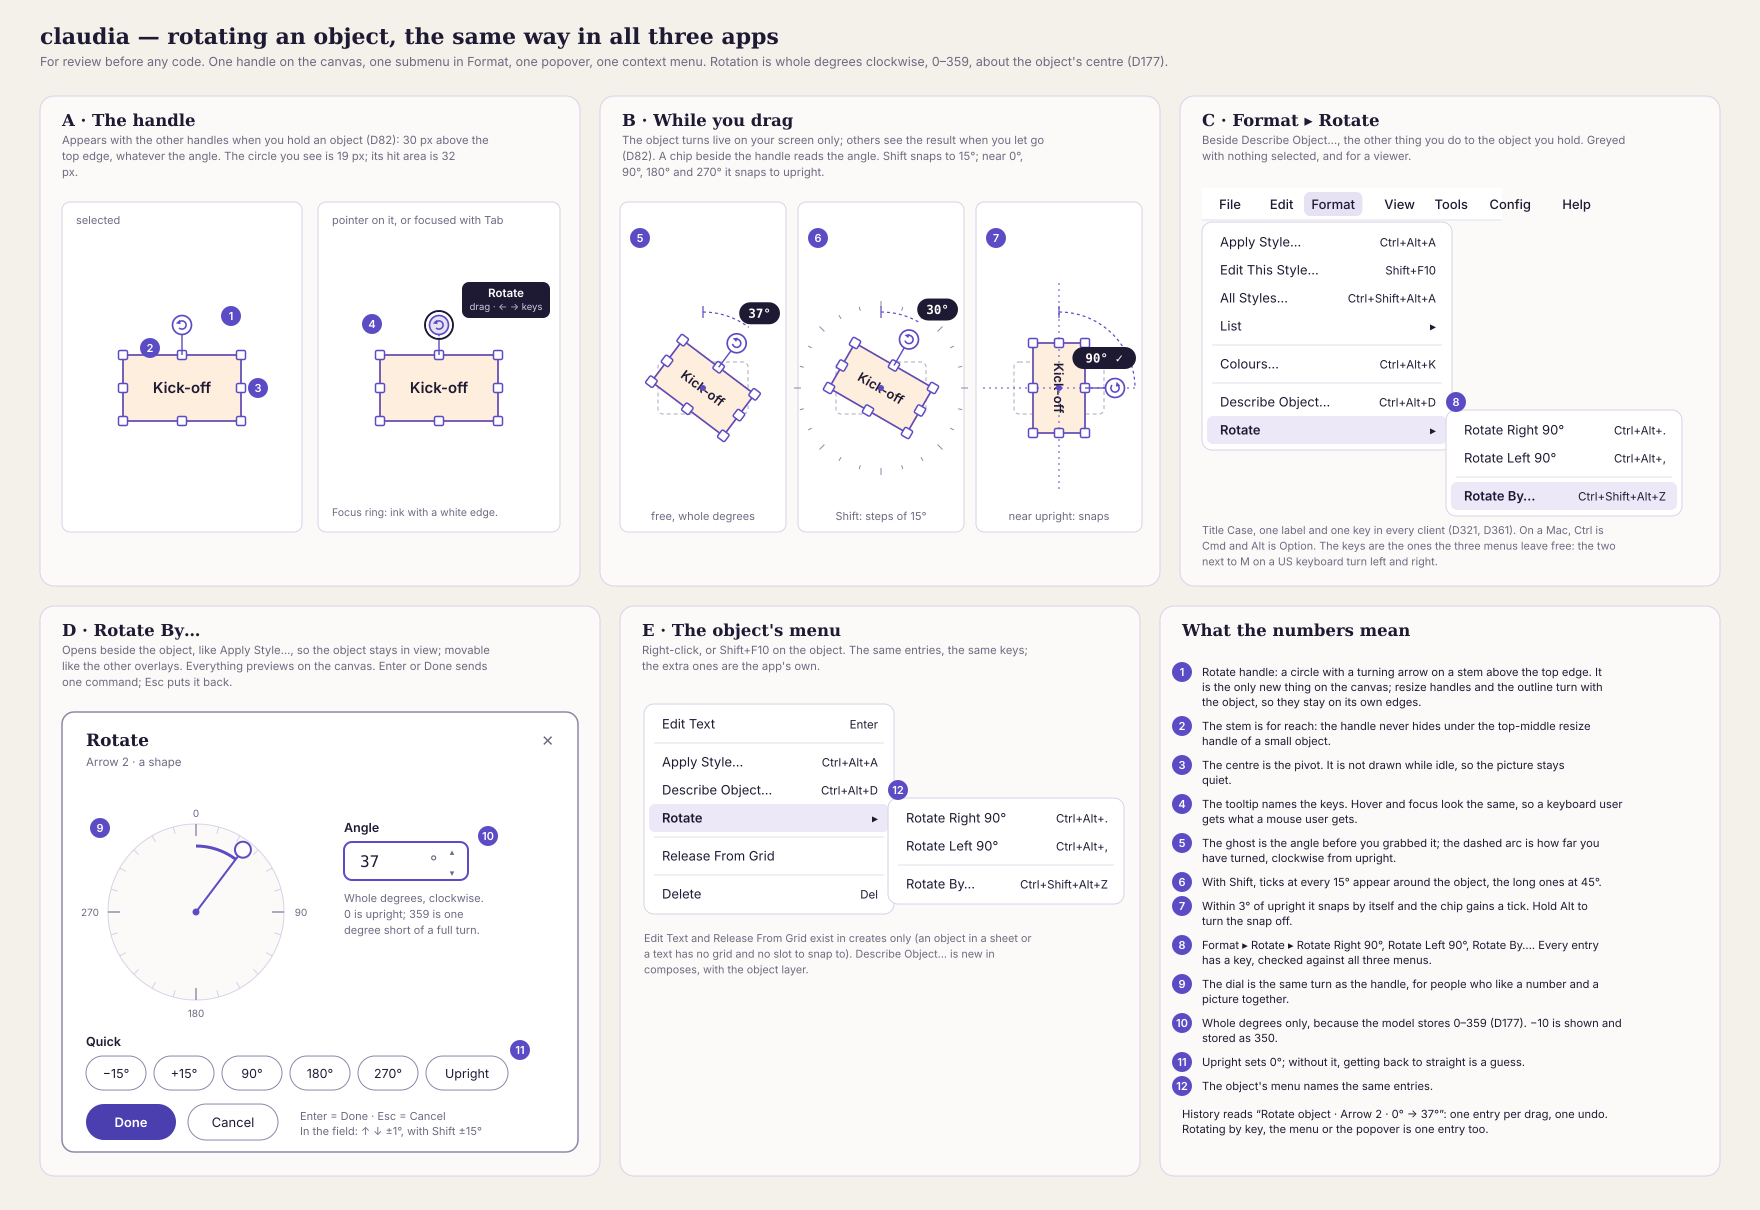 claudia — rotating an object, the same way in all three apps
For review before any code. One handle on the canvas, one submenu in Format, one popover, one context menu. Rotation is whole degrees clockwise, 0–359, about the object's centre (D177).
A · The handle
Appears with the other handles when you hold an object (D82): 30 px above the
top edge, whatever the angle. The circle you see is 19 px; its hit area is 32
px.
selected
1
2
3
Kick-off
pointer on it, or focused with Tab
Rotate
drag · ← → keys
4
Kick-off
Focus ring: ink with a white edge.
B · While you drag
The object turns live on your screen only; others see the result when you let go
(D82). A chip beside the handle reads the angle. Shift snaps to 15°; near 0°,
90°, 180° and 270° it snaps to upright.
5
37°
Kick-off
free, whole degrees
6
30°
Kick-off
Shift: steps of 15°
7
90° ✓
Kick-off
near upright: snaps
C · Format ▸ Rotate
Beside Describe Object..., the other thing you do to the object you hold. Greyed
with nothing selected, and for a viewer.
File Edit Format View Tools Config Help
Apply Style... Ctrl+Alt+A
Edit This Style... Shift+F10
All Styles... Ctrl+Shift+Alt+A
List ▸
Colours... Ctrl+Alt+K
Describe Object... Ctrl+Alt+D
Rotate ▸
8
Rotate Right 90° Ctrl+Alt+.
Rotate Left 90° Ctrl+Alt+,
Rotate By... Ctrl+Shift+Alt+Z
Title Case, one label and one key in every client (D321, D361). On a Mac, Ctrl is
Cmd and Alt is Option. The keys are the ones the three menus leave free: the two
next to M on a US keyboard turn left and right.
D · Rotate By...
Opens beside the object, like Apply Style..., so the object stays in view; movable
like the other overlays. Everything previews on the canvas. Enter or Done sends
one command; Esc puts it back.
Rotate ✕
Arrow 2 · a shape
9
0
90
180
270
Angle
10
37 °
Whole degrees, clockwise.
0 is upright; 359 is one
degree short of a full turn.
Quick
11
−15° +15° 90° 180° 270° Upright
Done Cancel
Enter = Done · Esc = Cancel
In the field: ↑ ↓ ±1°, with Shift ±15°
E · The object's menu
Right-click, or Shift+F10 on the object. The same entries, the same keys;
the extra ones are the app's own.
Edit Text Enter
Apply Style... Ctrl+Alt+A
Describe Object... Ctrl+Alt+D
Rotate ▸
Release From Grid
Delete Del
12
Rotate Right 90° Ctrl+Alt+.
Rotate Left 90° Ctrl+Alt+,
Rotate By... Ctrl+Shift+Alt+Z
Edit Text and Release From Grid exist in creates only (an object in a sheet or
a text has no grid and no slot to snap to). Describe Object... is new in
composes, with the object layer.
What the numbers mean
1 Rotate handle: a circle with a turning arrow on a stem above the top edge. It
is the only new thing on the canvas; resize handles and the outline turn with
the object, so they stay on its own edges.
2 The stem is for reach: the handle never hides under the top-middle resize
handle of a small object.
3 The centre is the pivot. It is not drawn while idle, so the picture stays
quiet.
4 The tooltip names the keys. Hover and focus look the same, so a keyboard user
gets what a mouse user gets.
5 The ghost is the angle before you grabbed it; the dashed arc is how far you
have turned, clockwise from upright.
6 With Shift, ticks at every 15° appear around the object, the long ones at 45°.
7 Within 3° of upright it snaps by itself and the chip gains a tick. Hold Alt to
turn the snap off.
8 Format ▸ Rotate ▸ Rotate Right 90°, Rotate Left 90°, Rotate By.... Every entry
has a key, checked against all three menus.
9 The dial is the same turn as the handle, for people who like a number and a
picture together.
10 Whole degrees only, because the model stores 0–359 (D177). −10 is shown and
stored as 350.
11 Upright sets 0°; without it, getting back to straight is a guess.
12 The object's menu names the same entries.
History reads “Rotate object · Arrow 2 · 0° → 37°”: one entry per drag, one undo.
Rotating by key, the menu or the popover is one entry too.